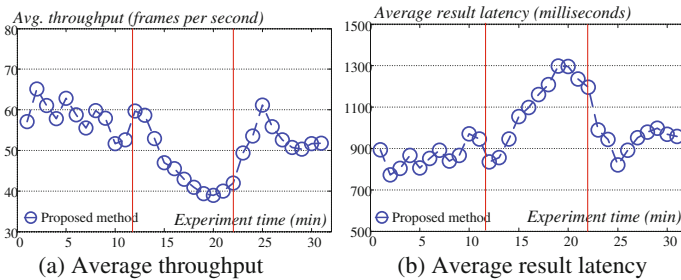 Avg. throughput (frames per second)
80
70
60
50
40
30
Proposed method
Experiment time (min)
0 5 10 15 20 25 30
(a) Average throughput
Average result latency (milliseconds)
1500
1300
1100
900
700
500
Proposed method
Experiment time (min)
0 5 10 15 20 25 30
(b) Average result latency